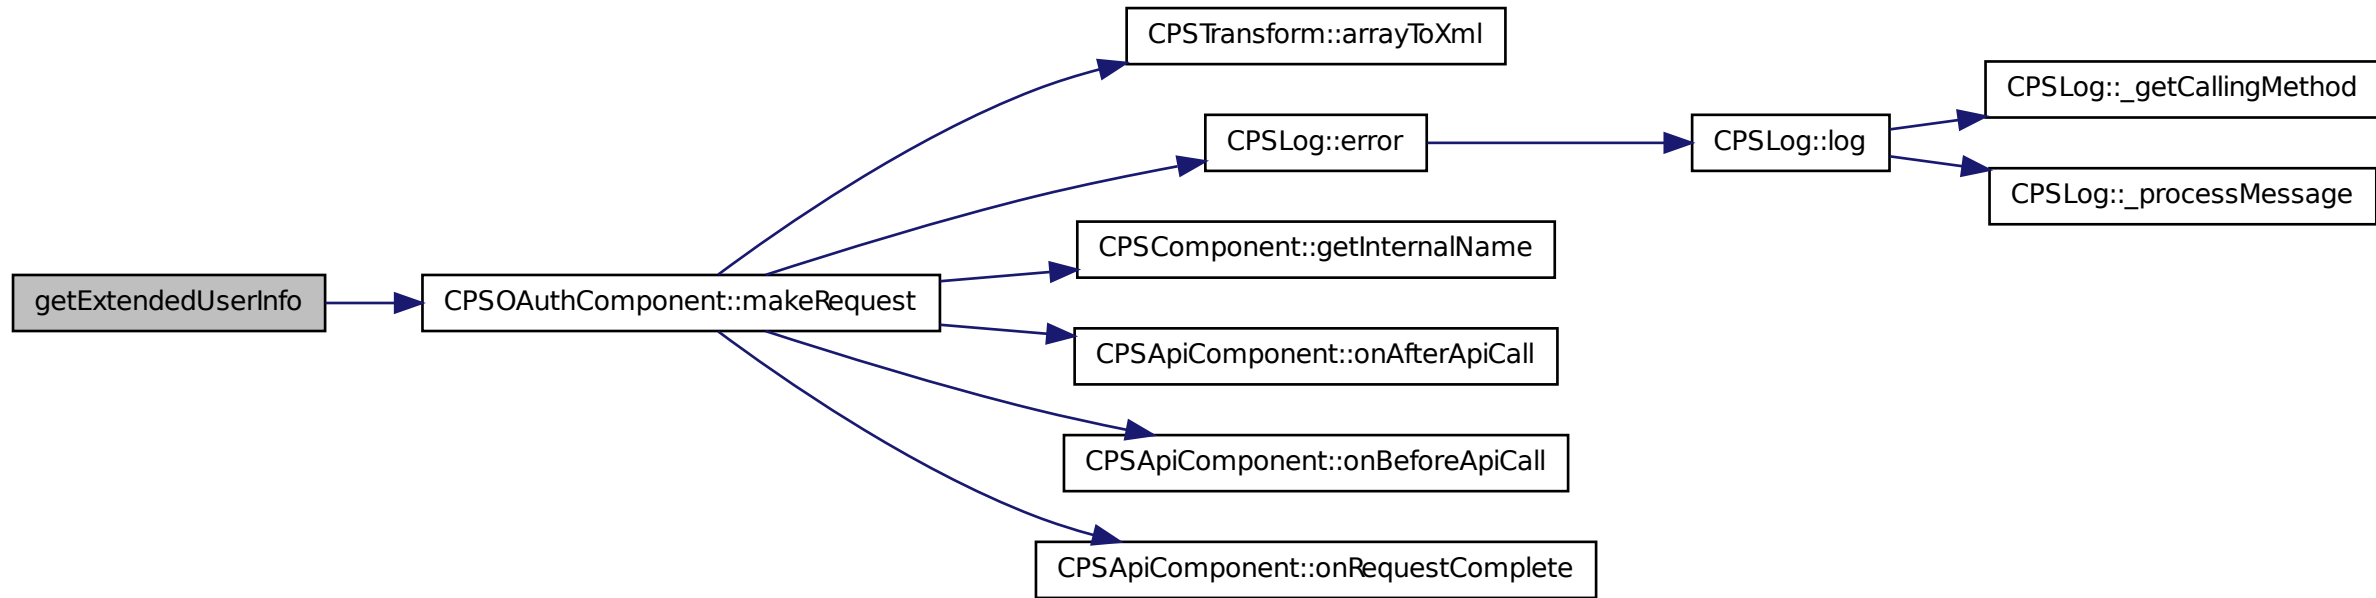 CPSTransform::arrayToXml
CPSLog::_getCallingMethod
CPSLog::error
CPSLog::log
CPSLog::_processMessage
CPSComponent::getInternalName
getExtendedUserInfo
CPSOAuthComponent::makeRequest
CPSApiComponent::onAfterApiCall
CPSApiComponent::onBeforeApiCall
CPSApiComponent::onRequestComplete